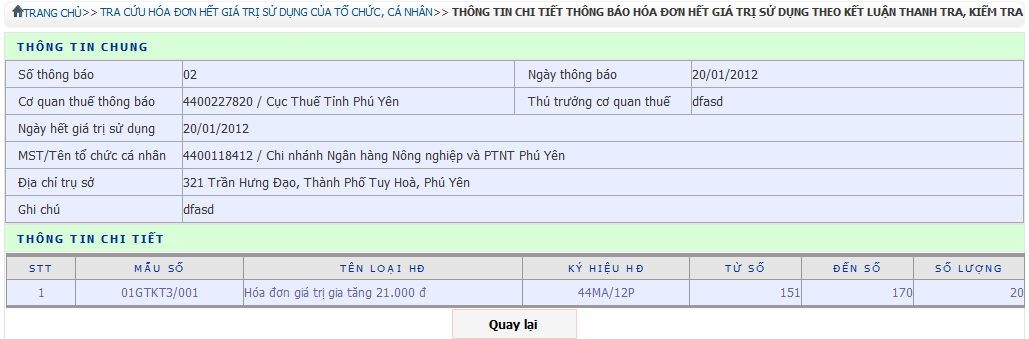 TRANG CHỦ>> TRA CỨU HÓA ĐƠN HẾT GIÁ TRỊ SỬ DỤNG CỦA TỔ CHỨC, CÁ NHÂN>> THÔNG TIN CHI TIẾT THÔNG BÁO HÓA ĐƠN HẾT GIÁ TRỊ SỬ DỤNG THEO KẾT LUẬN THANH TRA, KIỂM TRA
THÔNG TIN CHUNG
Số thông báo 02 Ngày thông báo 20/01/2012
Cơ quan thuế thông báo 4400227820 / Cục Thuế Tỉnh Phú Yên Thủ trưởng cơ quan thuế dfasd
Ngày hết giá trị sử dụng 20/01/2012
MST/Tên tổ chức cá nhân 4400118412 / Chi nhánh Ngân hàng Nông nghiệp và PTNT Phú Yên
Địa chỉ trụ sở 321 Trần Hưng Đạo, Thành Phố Tuy Hoà, Phú Yên
Ghi chú dfasd
THÔNG TIN CHI TIẾT
STT MẪU SỐ TÊN LOẠI HĐ KÝ HIỆU HĐ TỪ SỐ ĐẾN SỐ SỐ LƯỢNG
1 01GTKT3/001 Hóa đơn giá trị gia tăng 21.000 đ 44MA/12P 151 170 20
Quay lại